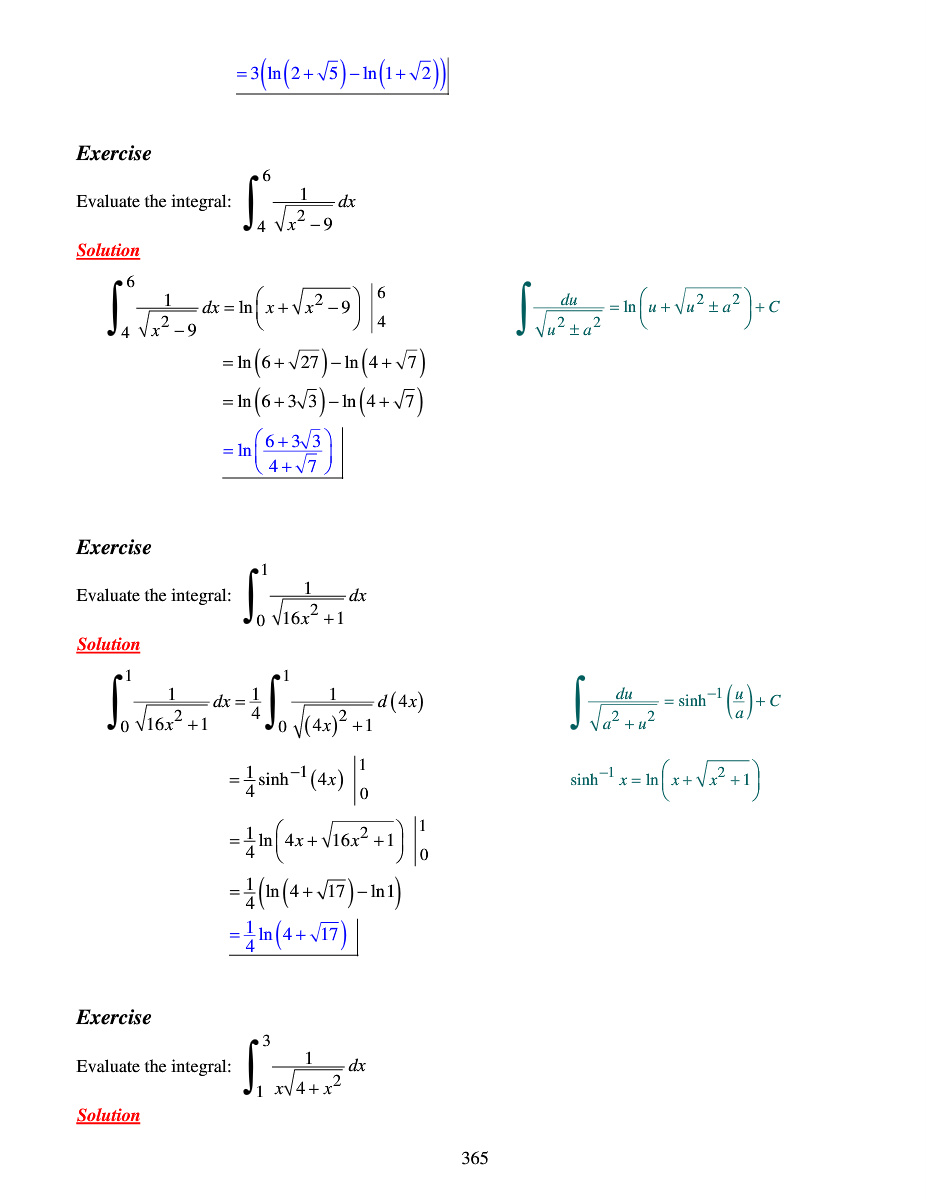 = 3(ln(2 + √5) − ln(1 + √2))
Exercise
Evaluate the integral: ∫₄⁶ 1/√(x² − 9) dx
Solution
∫₄⁶ 1/√(x² − 9) dx = ln(x + √(x² − 9)) |₄⁶ ∫ du/√(u² ± a²) = ln(u + √(u² ± a²)) + C
= ln(6 + √27) − ln(4 + √7)
= ln(6 + 3√3) − ln(4 + √7)
= ln((6 + 3√3)/(4 + √7))
Exercise
Evaluate the integral: ∫₀¹ 1/√(16x² + 1) dx
Solution
∫₀¹ 1/√(16x² + 1) dx = 1/4 ∫₀¹ 1/√((4x)² + 1) d(4x) ∫ du/√(a² + u²) = sinh⁻¹(u/a) + C
= 1/4 sinh⁻¹(4x) |₀¹ sinh⁻¹ x = ln(x + √(x² + 1))
= 1/4 ln(4x + √(16x² + 1)) |₀¹
= 1/4 (ln(4 + √17) − ln1)
= 1/4 ln(4 + √17)
Exercise
Evaluate the integral: ∫₁³ 1/(x√(4 + x²)) dx
Solution
365